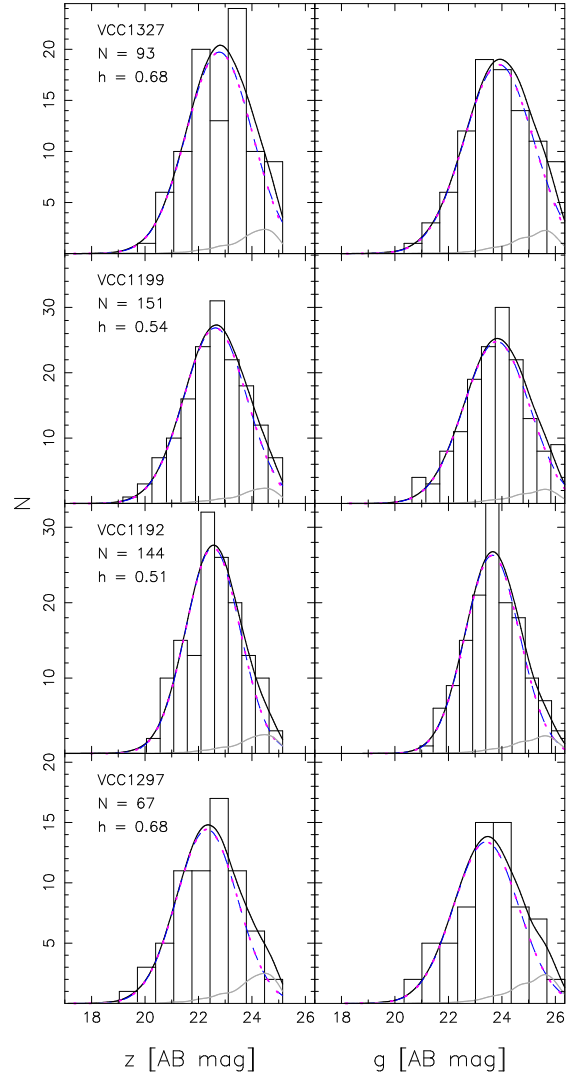 VCC1327
N = 93
h = 0.68
20
15
10
5
VCC1199
N = 151
h = 0.54
30
20
10
N
VCC1192
N = 144
h = 0.51
30
20
10
VCC1297
N = 67
h = 0.68
15
10
5
18 20 22 24 26 18 20 22 24 26
z [AB mag] g [AB mag]